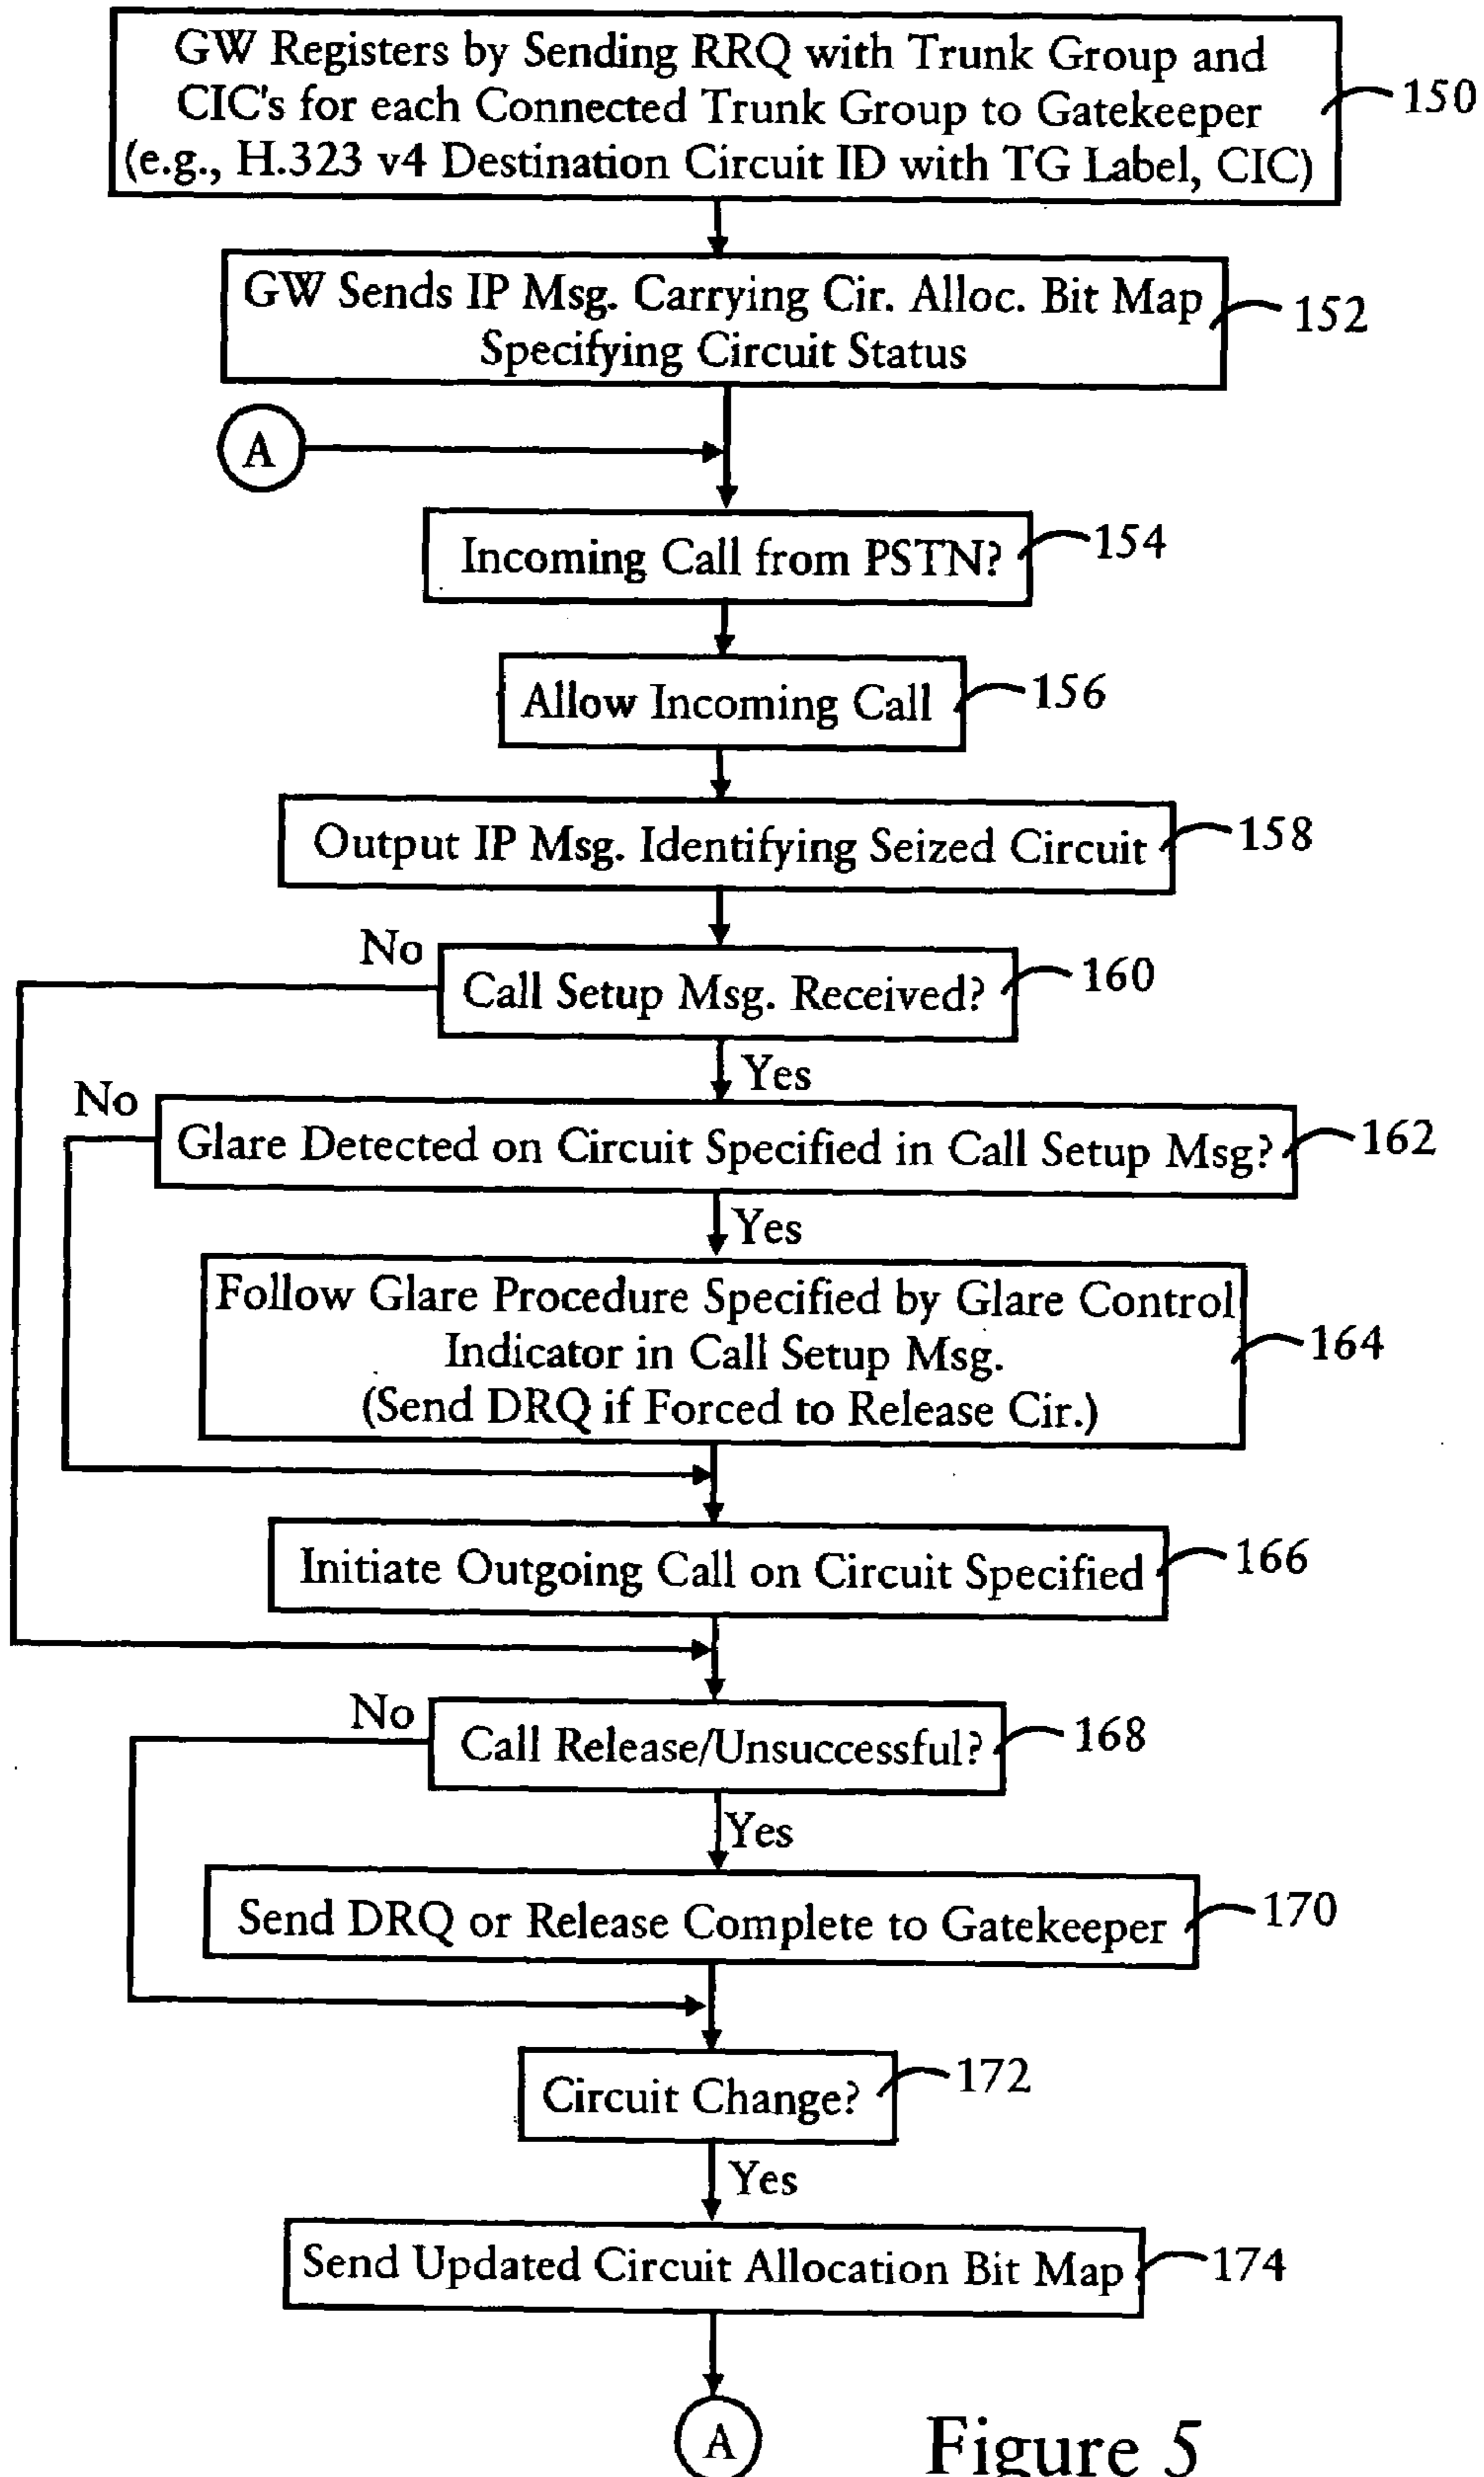 GW Registers by Sending RRQ with Trunk Group and
CIC's for each Connected Trunk Group to Gatekeeper
(e.g., H.323 v4 Destination Circuit ID with TG Label, CIC)
150
GW Sends IP Msg. Carrying Cir. Alloc. Bit Map
Specifying Circuit Status
152
A
Incoming Call from PSTN?
154
Allow Incoming Call
156
Output IP Msg. Identifying Seized Circuit
158
No
Call Setup Msg. Received?
160
Yes
No
Glare Detected on Circuit Specified in Call Setup Msg?
162
Yes
Follow Glare Procedure Specified by Glare Control
Indicator in Call Setup Msg.
(Send DRQ if Forced to Release Cir.)
164
Initiate Outgoing Call on Circuit Specified
166
No
Call Release/Unsuccessful?
168
Yes
Send DRQ or Release Complete to Gatekeeper
170
Circuit Change?
172
Yes
Send Updated Circuit Allocation Bit Map
174
A
Figure 5